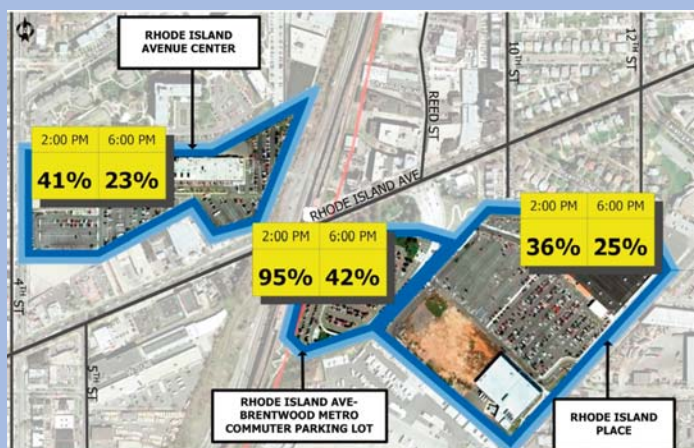 RHODE ISLAND
AVENUE CENTER
10TH ST
12TH ST
REED ST
2:00 PM 6:00 PM
41% 23%
RHODE ISLAND AVE
2:00 PM 6:00 PM
36% 25%
2:00 PM 6:00 PM
95% 42%
4TH ST
5TH ST
RHODE ISLAND AVE-
BRENTWOOD METRO
COMMUTER PARKING LOT
RHODE ISLAND
PLACE